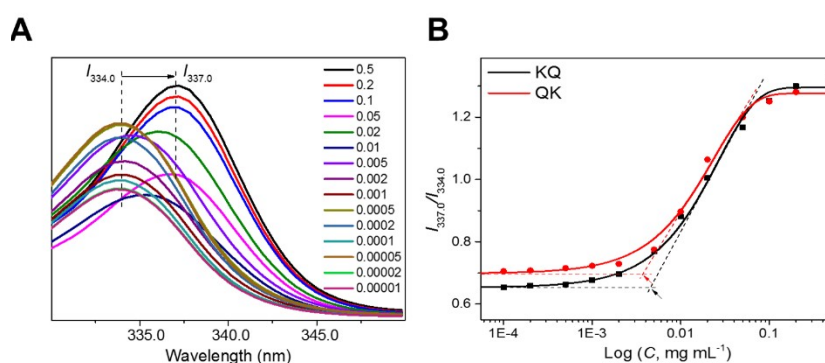 A
I334.0
I337.0
0.5
0.2
0.1
0.05
0.02
0.01
0.005
0.002
0.001
0.0005
0.0002
0.0001
0.00005
0.00002
0.00001
335.0 340.0 345.0
Wavelength (nm)
B
KQ
QK
1.2
1.0
0.8
0.6
I337.0/I334.0
1E-4 1E-3 0.01 0.1 1
Log (C, mg mL⁻¹)